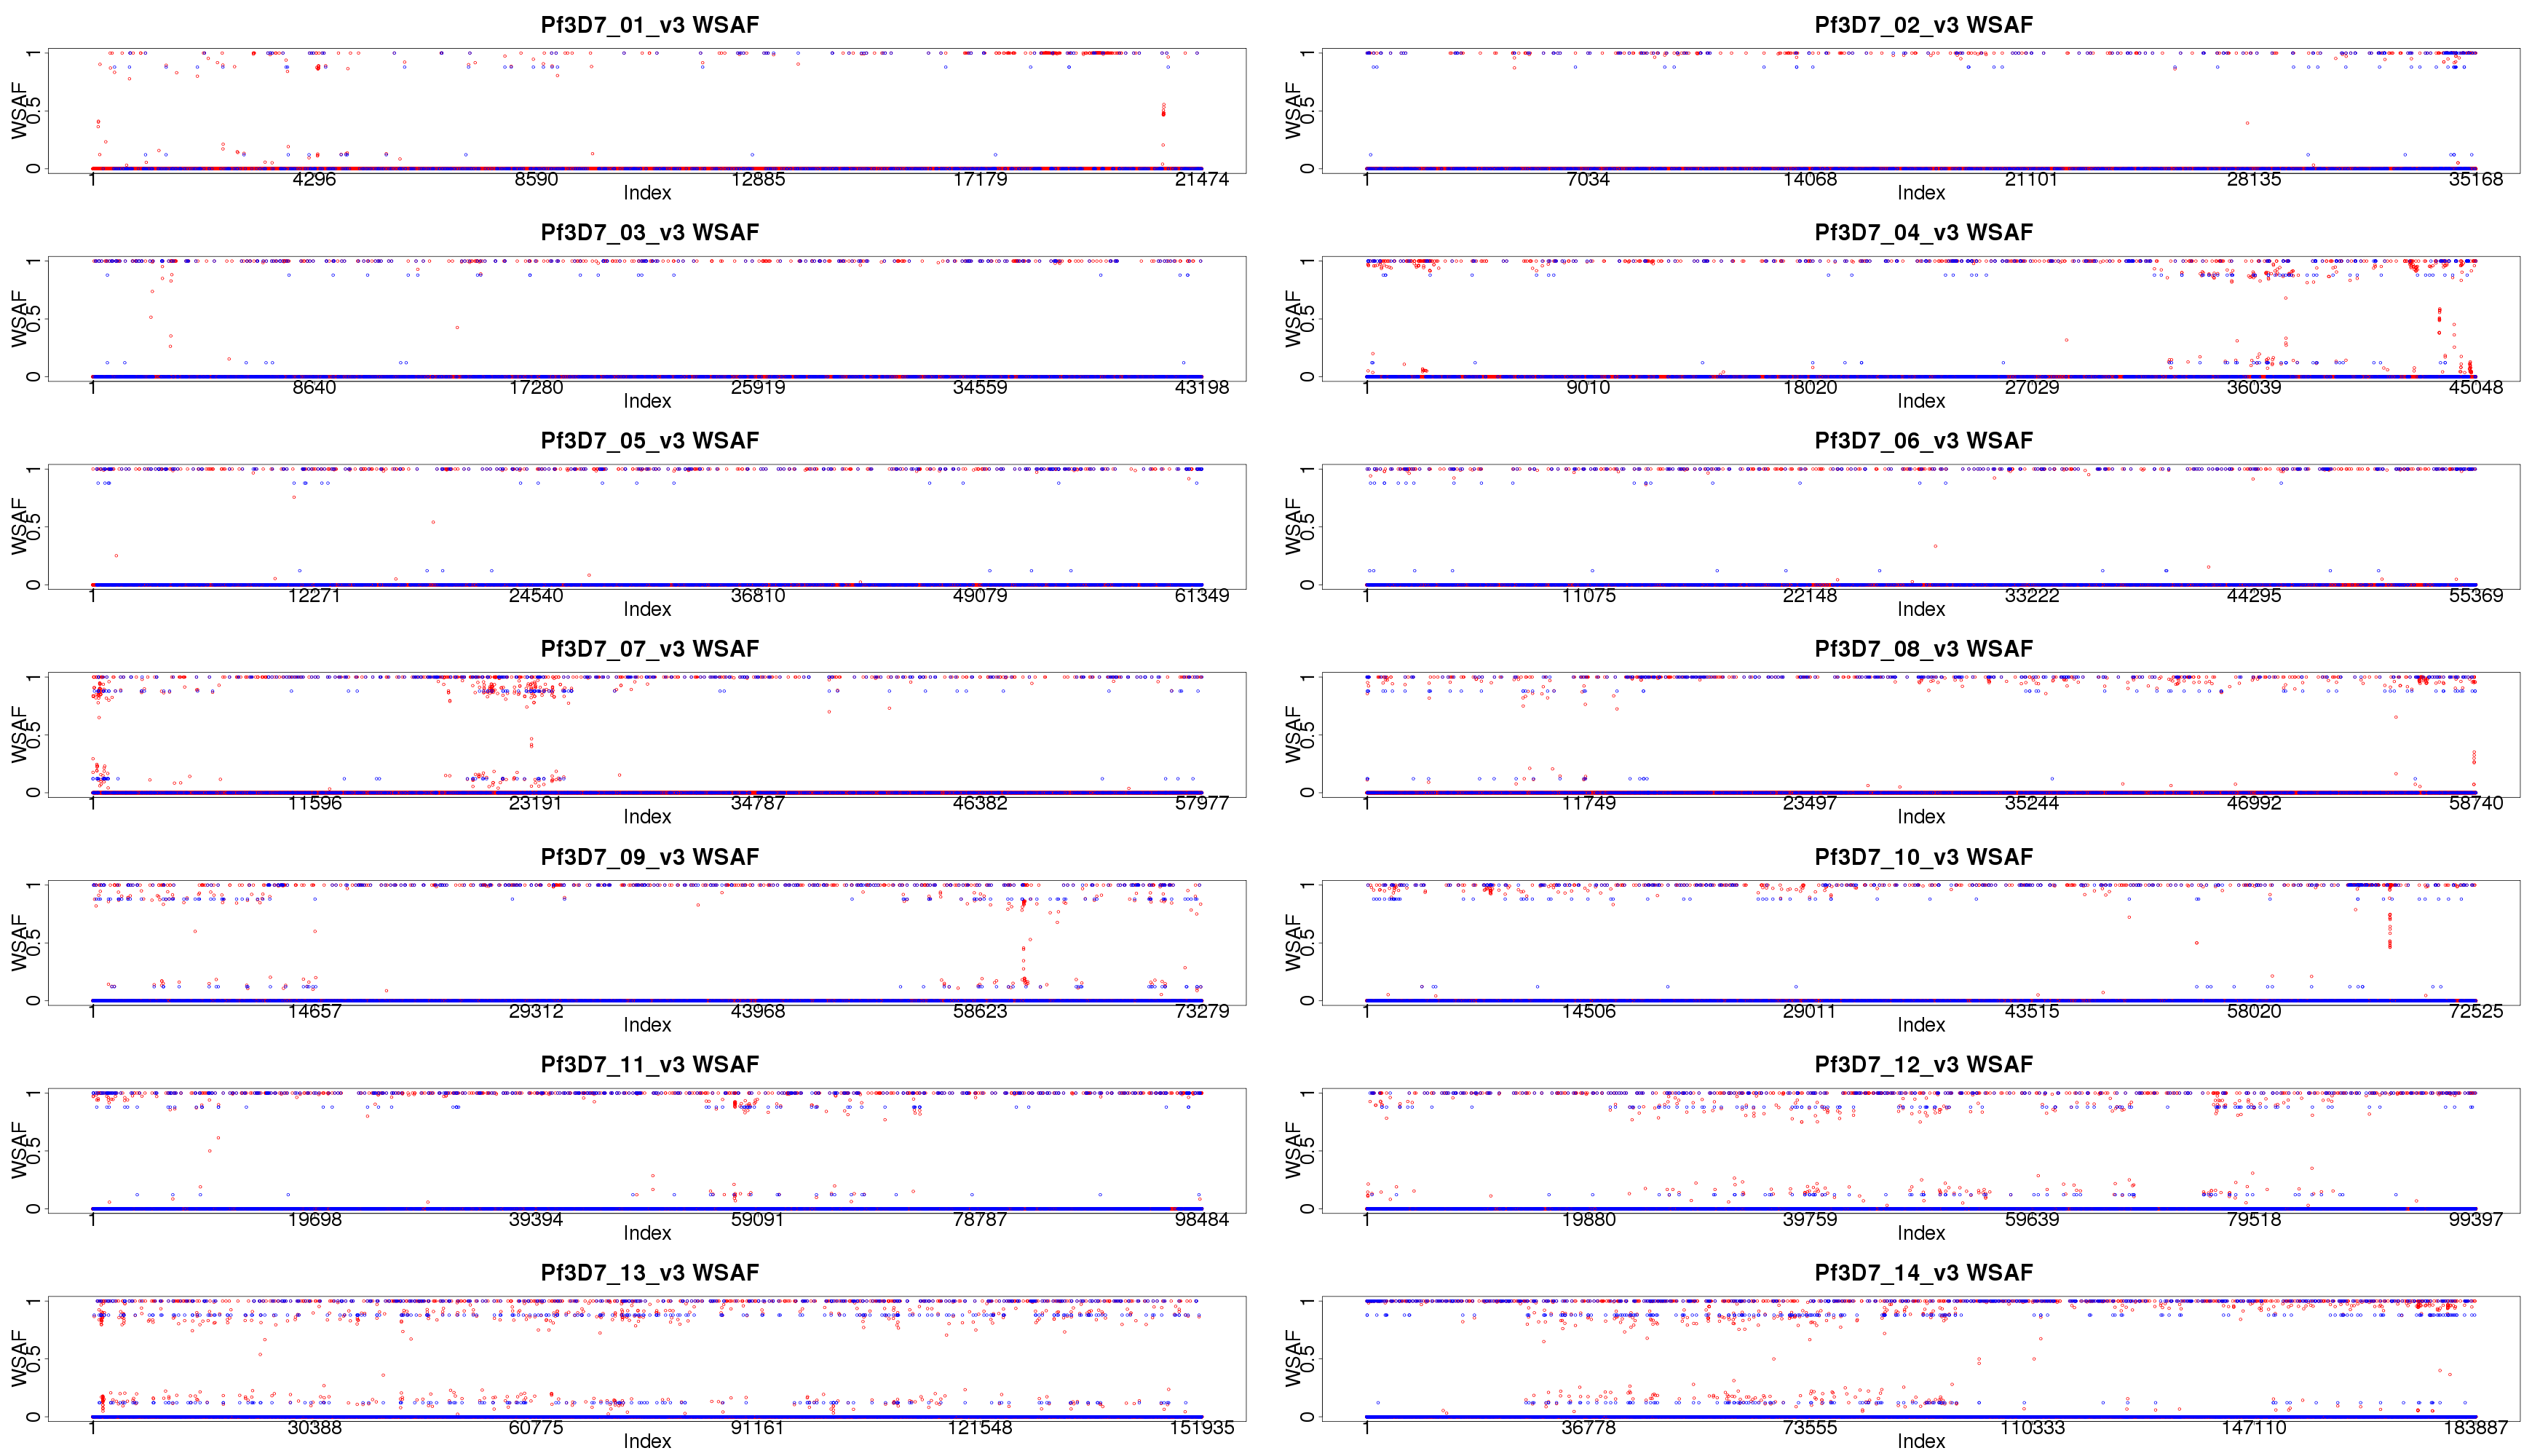 Pf3D7_01_v3 WSAF
WSAF
0 0.5 1
1 4296 8590 12885 17179 21474
Index
Pf3D7_02_v3 WSAF
WSAF
0 0.5 1
1 7034 14068 21101 28135 35168
Index
Pf3D7_03_v3 WSAF
WSAF
0 0.5 1
1 8640 17280 25919 34559 43198
Index
Pf3D7_04_v3 WSAF
WSAF
0 0.5 1
1 9010 18020 27029 36039 45048
Index
Pf3D7_05_v3 WSAF
WSAF
0 0.5 1
1 12271 24540 36810 49079 61349
Index
Pf3D7_06_v3 WSAF
WSAF
0 0.5 1
1 11075 22148 33222 44295 55369
Index
Pf3D7_07_v3 WSAF
WSAF
0 0.5 1
1 11596 23191 34787 46382 57977
Index
Pf3D7_08_v3 WSAF
WSAF
0 0.5 1
1 11749 23497 35244 46992 58740
Index
Pf3D7_09_v3 WSAF
WSAF
0 0.5 1
1 14657 29312 43968 58623 73279
Index
Pf3D7_10_v3 WSAF
WSAF
0 0.5 1
1 14506 29011 43515 58020 72525
Index
Pf3D7_11_v3 WSAF
WSAF
0 0.5 1
1 19698 39394 59091 78787 98484
Index
Pf3D7_12_v3 WSAF
WSAF
0 0.5 1
1 19880 39759 59639 79518 99397
Index
Pf3D7_13_v3 WSAF
WSAF
0 0.5 1
1 30388 60775 91161 121548 151935
Index
Pf3D7_14_v3 WSAF
WSAF
0 0.5 1
1 36778 73555 110333 147110 183887
Index